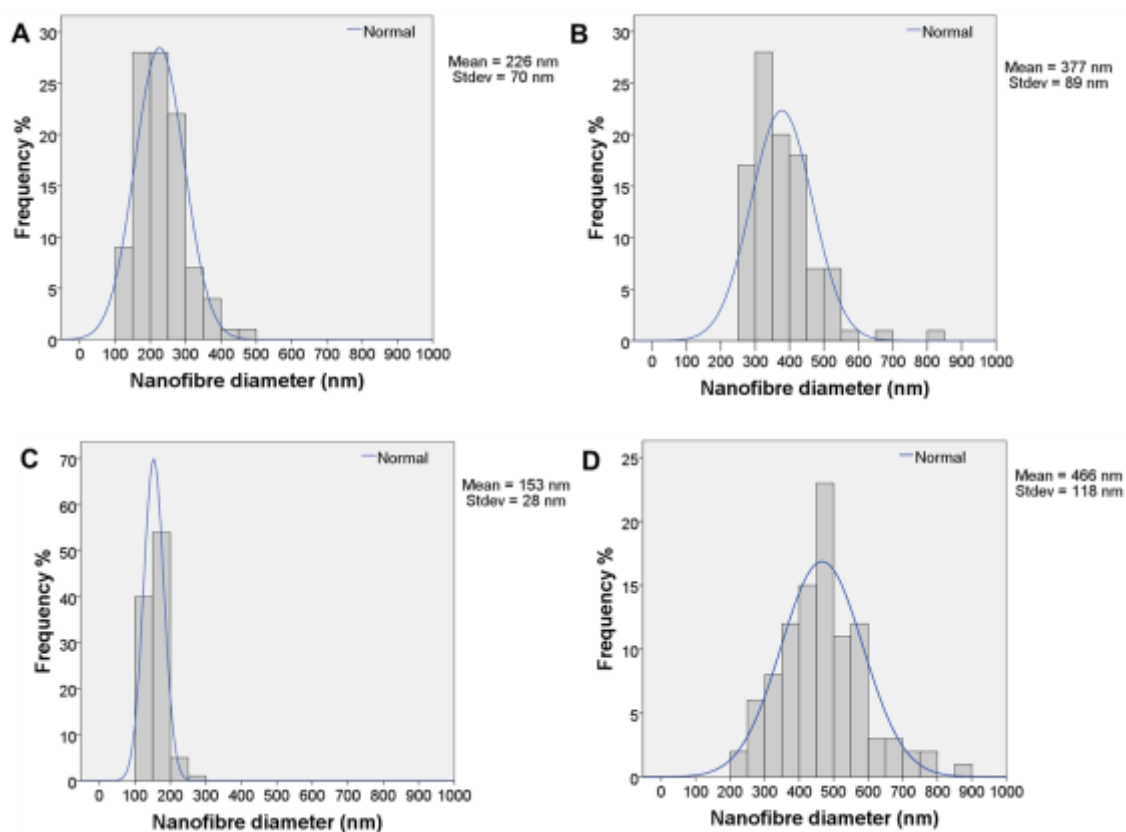 A
Normal
Mean = 226 nm
Stdev = 70 nm
Frequency %
30
25
20
15
10
5
0
0 100 200 300 400 500 600 700 800 900 1000
Nanofibre diameter (nm)
B
Normal
Mean = 377 nm
Stdev = 89 nm
Frequency %
30
25
20
15
10
5
0
0 100 200 300 400 500 600 700 800 900 1000
Nanofibre diameter (nm)
C
Normal
Mean = 153 nm
Stdev = 28 nm
Frequency %
70
60
50
40
30
20
10
0
0 100 200 300 400 500 600 700 800 900 1000
Nanofibre diameter (nm)
D
Normal
Mean = 466 nm
Stdev = 118 nm
Frequency %
25
20
15
10
5
0
0 100 200 300 400 500 600 700 800 900 1000
Nanofibre diameter (nm)